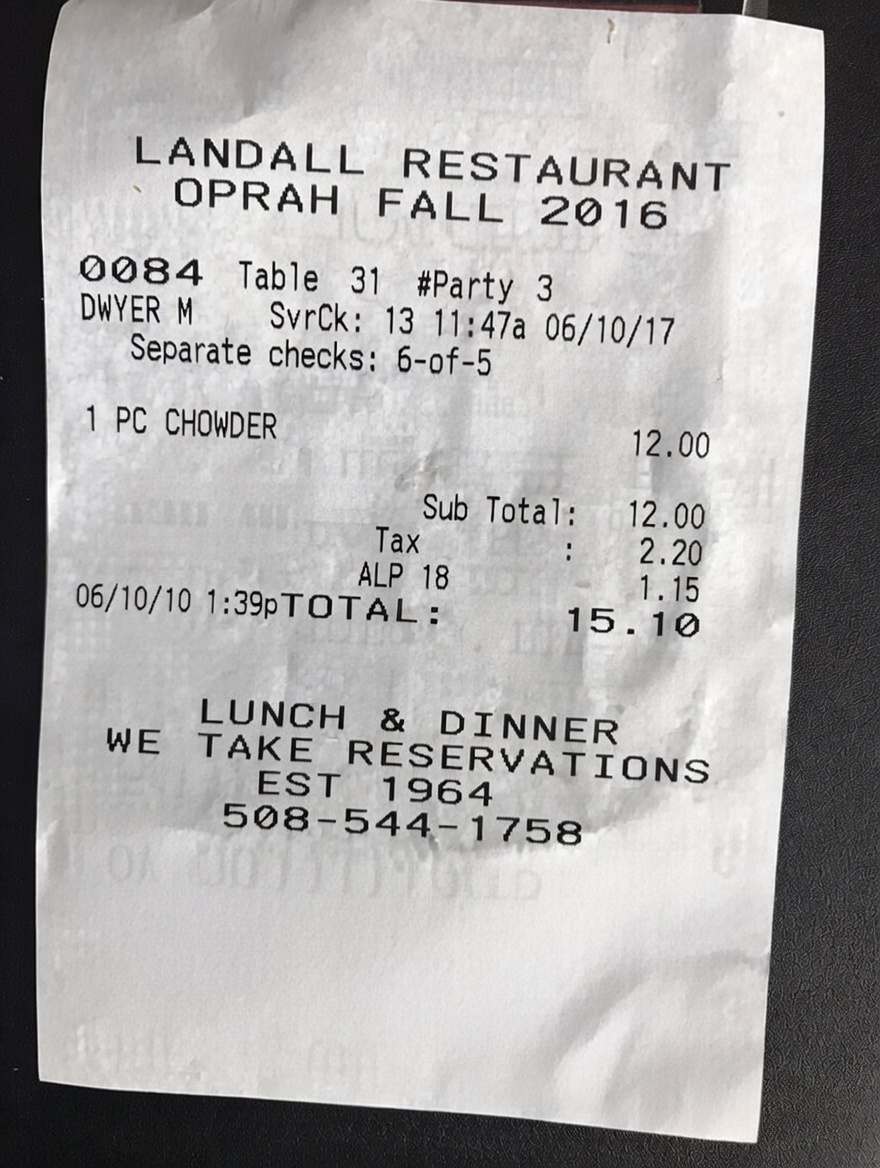 LANDALL RESTAURANT
OPRAH FALL 2016
0084 Table 31 #Party 3
DWYER M SvrCk: 13 11:47a 06/10/17
Separate checks: 6-of-5
1 PC CHOWDER 12.00
Sub Total: 12.00
Tax : 2.20
ALP 18 1.15
06/10/10 1:39pTOTAL: 15.10
LUNCH & DINNER
WE TAKE RESERVATIONS
EST 1964
508-544-1758